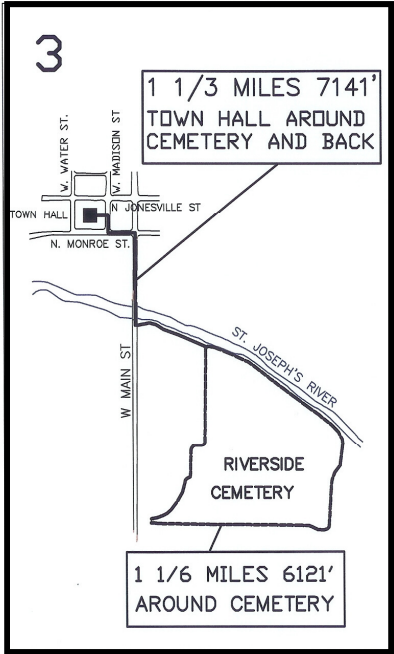 3
1 1/3 MILES 7141'
TOWN HALL AROUND
CEMETERY AND BACK
W. WATER ST.
W. MADISON ST
N JONESVILLE ST
TOWN HALL
N. MONROE ST.
ST. JOSEPH'S RIVER
W MAIN ST
RIVERSIDE
CEMETERY
1 1/6 MILES 6121'
AROUND CEMETERY